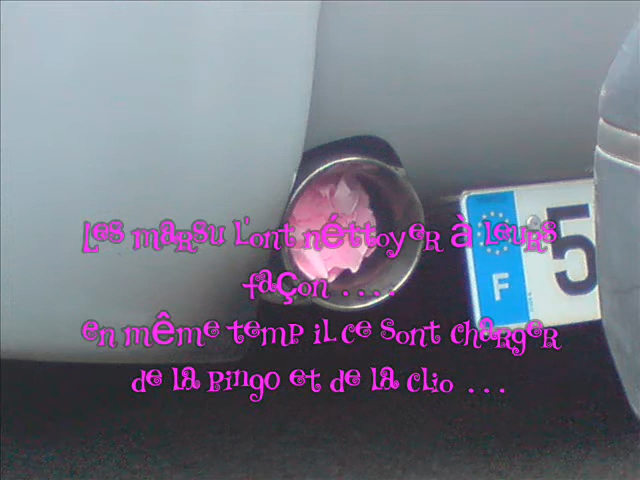 Les marsu l'ont néttoyer à leurs
façon ....
en même temp il ce sont charger
de la pingo et de la clio ...
F
5